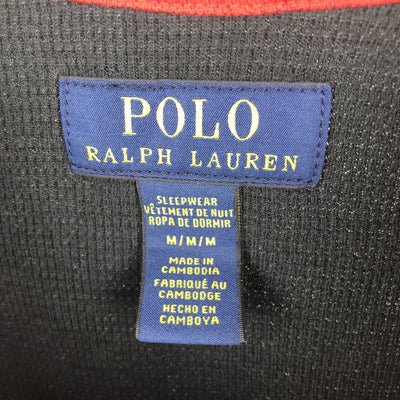 POLO
RALPH LAUREN
SLEEPWEAR
VÊTEMENT DE NUIT
ROPA DE DORMIR
M/M/M
MADE IN
CAMBODIA
FABRIQUÉ AU
CAMBODGE
HECHO EN
CAMBOYA